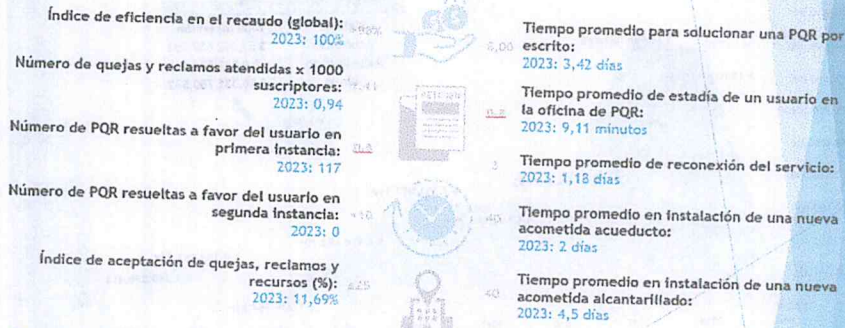 Índice de eficiencia en el recaudo (global):
2023: 100%
Número de quejas y reclamos atendidas x 1000
suscriptores:
2023: 0,94
Número de PQR resueltas a favor del usuario en
primera instancia:
n.a
2023: 117
Número de PQR resueltas a favor del usuario en
segunda instancia:
2023: 0
Índice de aceptación de quejas, reclamos y
recursos (%):
2023: 11,69%
Tiempo promedio para solucionar una PQR por
8,00 escrito:
2023: 3,42 días
Tiempo promedio de estadía de un usuario en
n.a la oficina de PQR:
2023: 9,11 minutos
3 Tiempo promedio de reconexión del servicio:
2023: 1,18 días
40 Tiempo promedio en instalación de una nueva
acometida acueducto:
2023: 2 días
40 Tiempo promedio en instalación de una nueva
acometida alcantarillado:
2023: 4,5 días